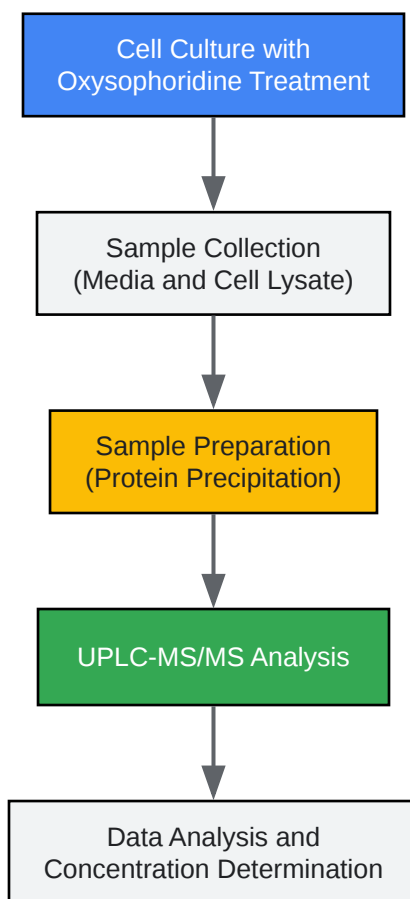 Cell Culture with
Oxysophoridine Treatment
Sample Collection
(Media and Cell Lysate)
Sample Preparation
(Protein Precipitation)
UPLC-MS/MS Analysis
Data Analysis and
Concentration Determination